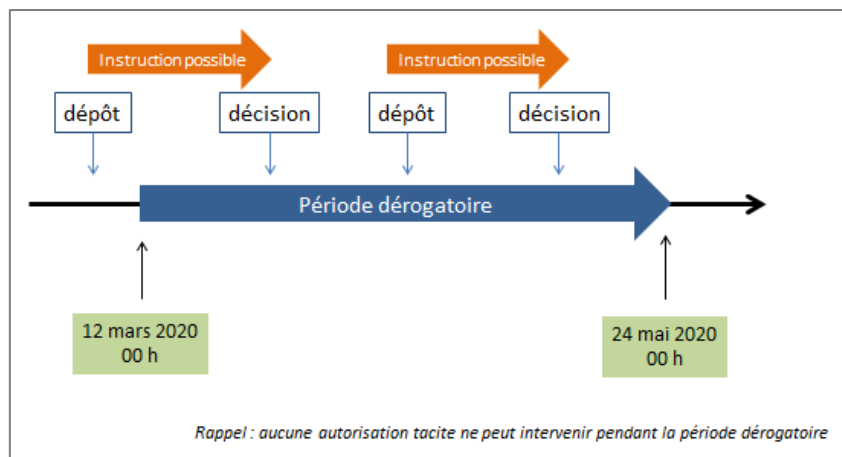 Instruction possible
Instruction possible
dépôt
décision
dépôt
décision
Période dérogatoire
12 mars 2020
00 h
24 mai 2020
00 h
Rappel : aucune autorisation tacite ne peut intervenir pendant la période dérogatoire